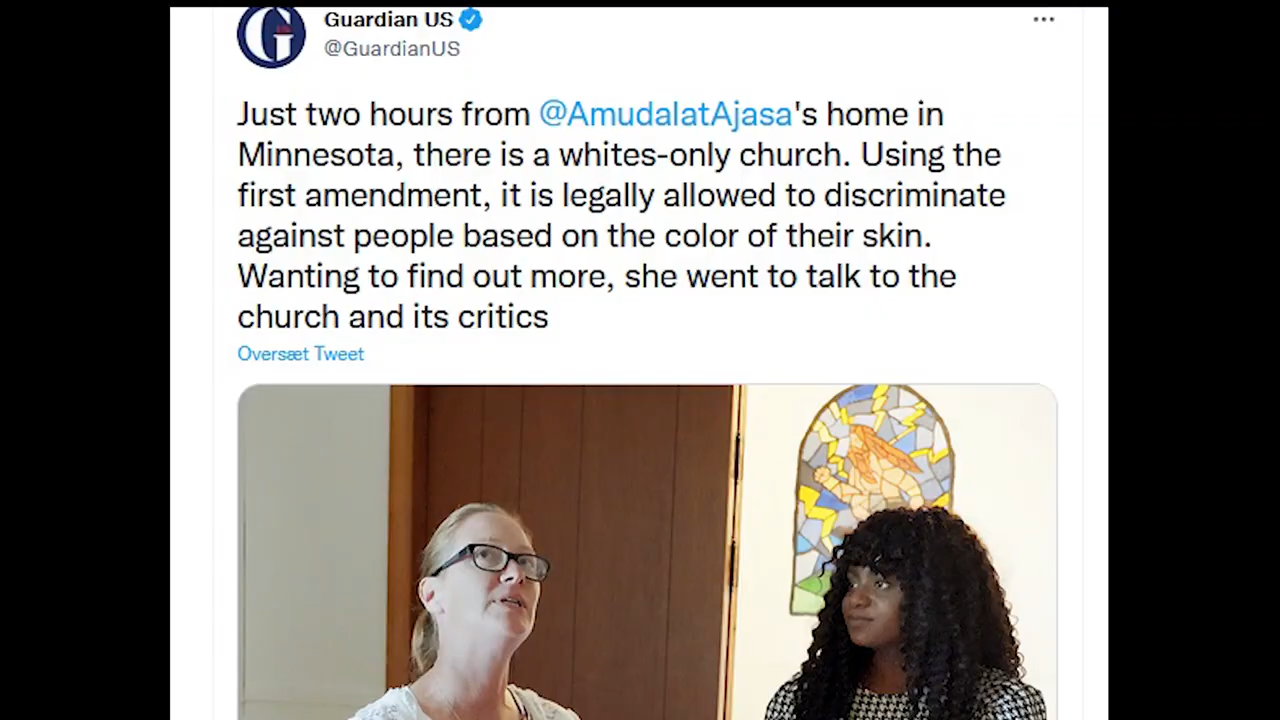 Guardian US
@GuardianUS
Just two hours from @AmudalatAjasa's home in
Minnesota, there is a whites-only church. Using the
first amendment, it is legally allowed to discriminate
against people based on the color of their skin.
Wanting to find out more, she went to talk to the
church and its critics
Oversæt Tweet